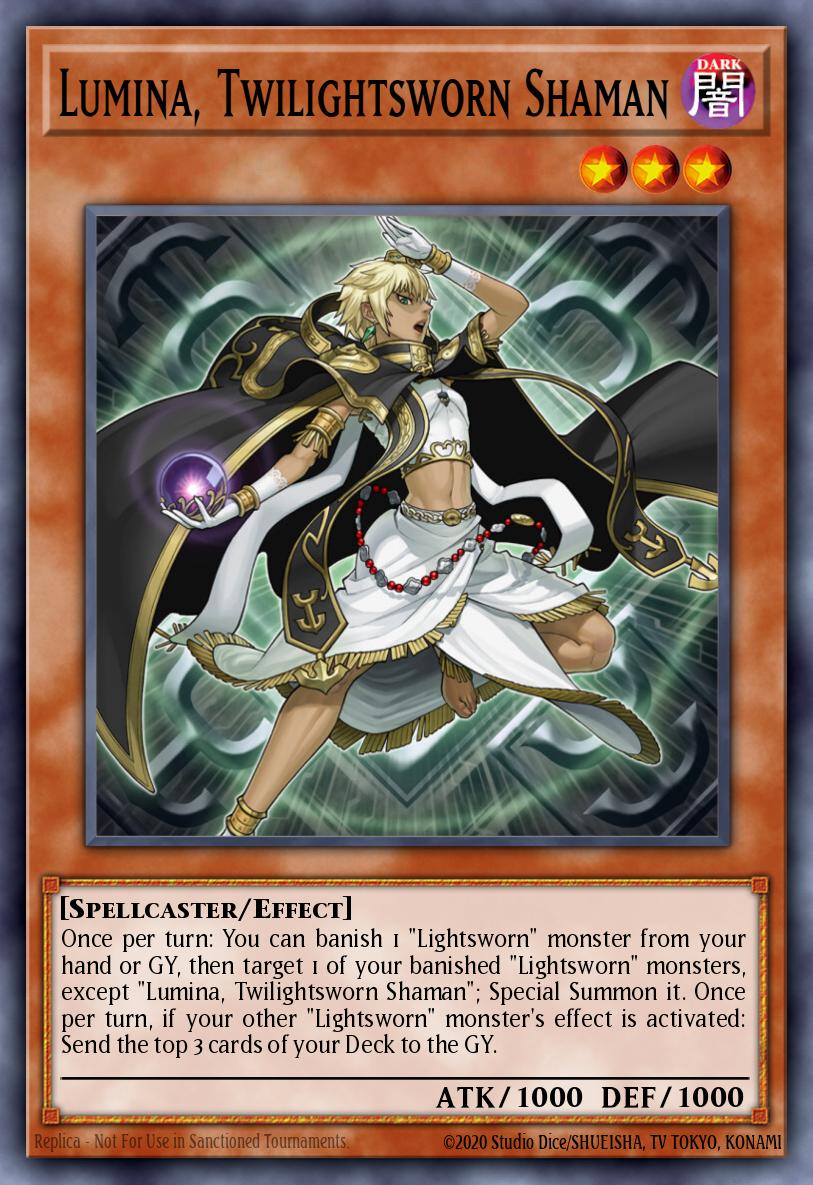 Lumina, Twilightsworn Shaman
DARK
闇
[Spellcaster/Effect]
Once per turn: You can banish 1 "Lightsworn" monster from your
hand or GY, then target 1 of your banished "Lightsworn" monsters,
except "Lumina, Twilightsworn Shaman"; Special Summon it. Once
per turn, if your other "Lightsworn" monster's effect is activated:
Send the top 3 cards of your Deck to the GY.
ATK/1000 DEF/1000
Replica - Not For Use in Sanctioned Tournaments.
©2020 Studio Dice/SHUEISHA, TV TOKYO, KONAMI